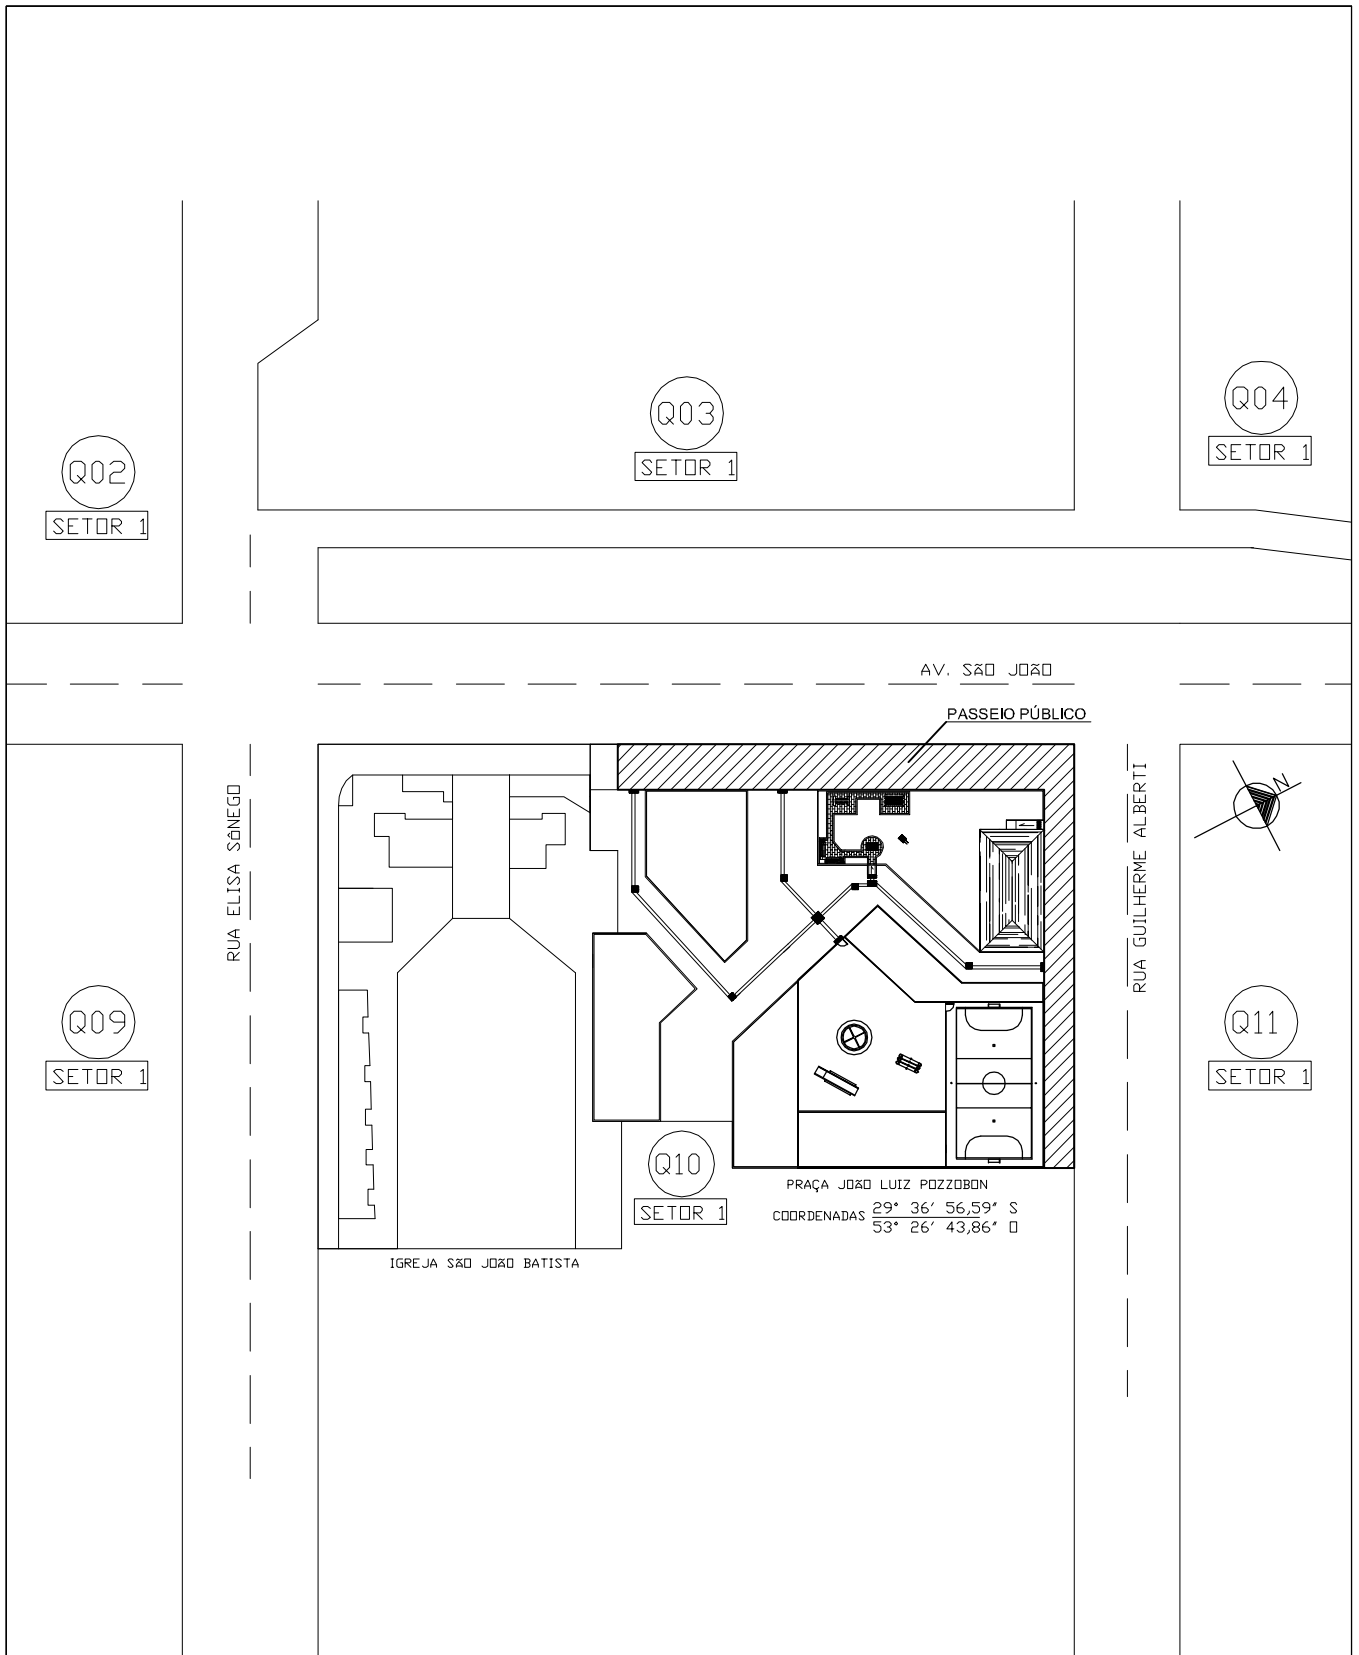 Q04
SETOR 1
Q03
SETOR 1
Q02
SETOR 1
AV. SÃO JOÃO
PASSEIO PÚBLICO
N
RUA ELISA SÔNEGO
RUA GUILHERME ALBERTI
Q09
SETOR 1
Q11
SETOR 1
Q10
SETOR 1
PRAÇA JOÃO LUIZ POZZOBON
COORDENADAS 29° 36' 56,59" S
53° 26' 43,86" O
IGREJA SÃO JOÃO BATISTA